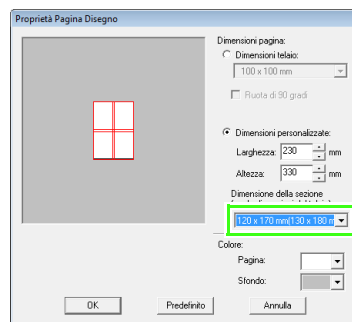 Proprietà Pagina Disegno
Dimensioni pagina:
Dimensioni telaio:
100 x 100 mm
Ruota di 90 gradi
Dimensioni personalizzate:
Larghezza: 230 mm
Altezza: 330 mm
Dimensione della sezione
120 x 170 mm(130 x 180 m
Colore:
Pagina:
Sfondo:
OK Predefinito Annulla